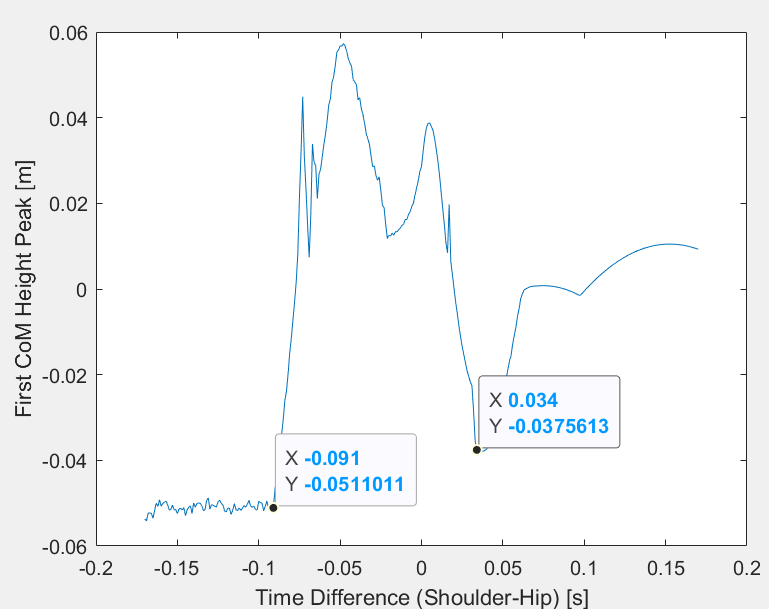 0.06
0.04
0.02
0
-0.02
-0.04
-0.06
First CoM Height Peak [m]
X 0.034
Y -0.0375613
X -0.091
Y -0.0511011
-0.2 -0.15 -0.1 -0.05 0 0.05 0.1 0.15 0.2
Time Difference (Shoulder-Hip) [s]